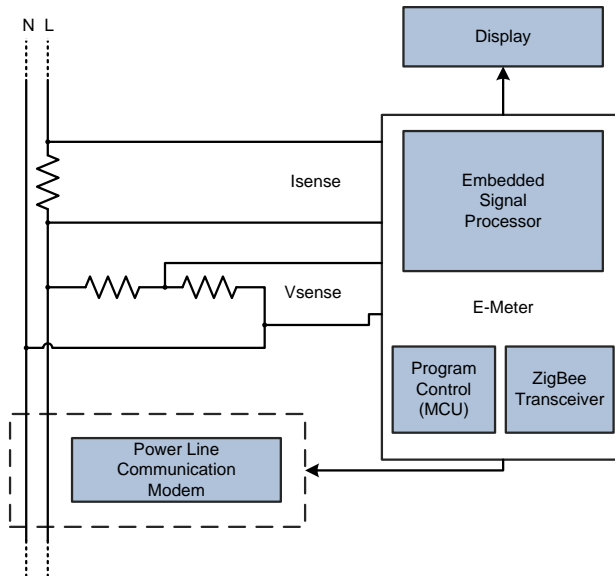 N L
Display
Isense
Embedded
Signal
Processor
Vsense
E-Meter
Program
Control
(MCU)
ZigBee
Transceiver
Power Line
Communication
Modem